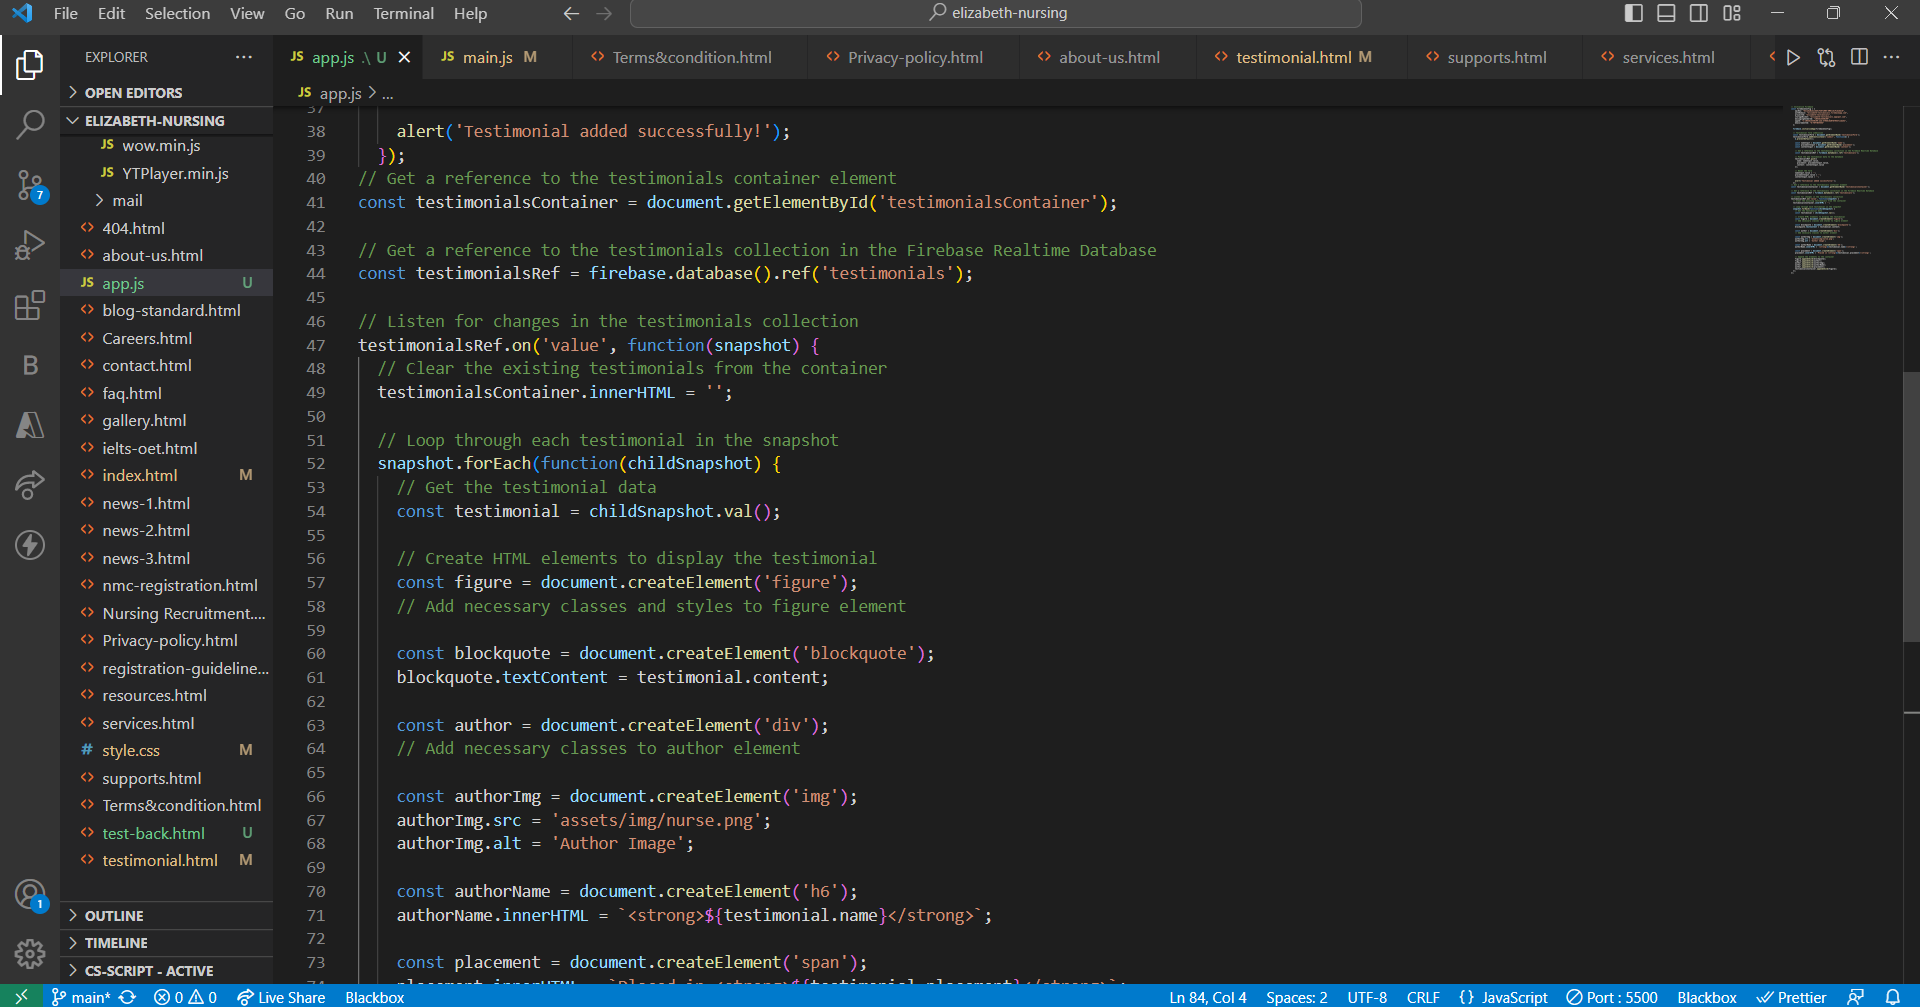 File Edit Selection View Go Run Terminal Help
elizabeth-nursing
EXPLORER
OPEN EDITORS
ELIZABETH-NURSING
JS wow.min.js
JS YTPlayer.min.js
mail
<> 404.html
<> about-us.html
JS app.js U
<> blog-standard.html
<> Careers.html
<> contact.html
<> faq.html
<> gallery.html
<> ielts-oet.html
<> index.html M
<> news-1.html
<> news-2.html
<> news-3.html
<> nmc-registration.html
<> Nursing Recruitment....
<> Privacy-policy.html
<> registration-guideline...
<> resources.html
<> services.html
# style.css M
<> supports.html
<> Terms&condition.html
<> test-back.html U
<> testimonial.html M
OUTLINE
TIMELINE
CS-SCRIPT - ACTIVE
B
7
1
JS app.js .\ U
JS main.js M
<> Terms&condition.html
<> Privacy-policy.html
<> about-us.html
<> testimonial.html M
<> supports.html
<> services.html
JS app.js > ...
37
38 alert('Testimonial added successfully!');
39 });
40 // Get a reference to the testimonials container element
41 const testimonialsContainer = document.getElementById('testimonialsContainer');
42
43 // Get a reference to the testimonials collection in the Firebase Realtime Database
44 const testimonialsRef = firebase.database().ref('testimonials');
45
46 // Listen for changes in the testimonials collection
47 testimonialsRef.on('value', function(snapshot) {
48 // Clear the existing testimonials from the container
49 testimonialsContainer.innerHTML = '';
50
51 // Loop through each testimonial in the snapshot
52 snapshot.forEach(function(childSnapshot) {
53 // Get the testimonial data
54 const testimonial = childSnapshot.val();
55
56 // Create HTML elements to display the testimonial
57 const figure = document.createElement('figure');
58 // Add necessary classes and styles to figure element
59
60 const blockquote = document.createElement('blockquote');
61 blockquote.textContent = testimonial.content;
62
63 const author = document.createElement('div');
64 // Add necessary classes to author element
65
66 const authorImg = document.createElement('img');
67 authorImg.src = 'assets/img/nurse.png';
68 authorImg.alt = 'Author Image';
69
70 const authorName = document.createElement('h6');
71 authorName.innerHTML = `<strong>${testimonial.name}</strong>`;
72
73 const placement = document.createElement('span');
74 placement.innerHTML = `Placed in <strong>${testimonial.placement}</strong>`;
main* 0 0 Live Share Blackbox
Ln 84, Col 4 Spaces: 2 UTF-8 CRLF {} JavaScript Port : 5500 Blackbox Prettier